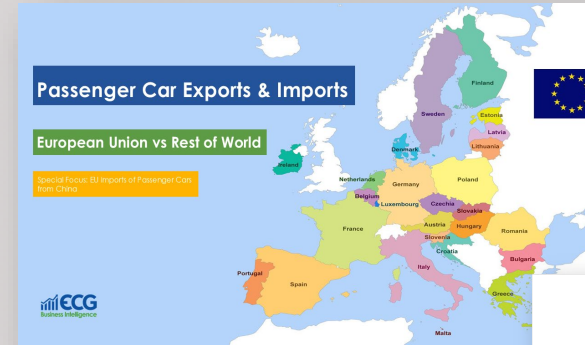 Passenger Car Exports & Imports
European Union vs Rest of World
Special Focus: EU Imports of Passenger Cars
from China
ECG
Business Intelligence
Finland
Sweden
Estonia
Latvia
Lithuania
Denmark
Ireland
Netherlands
Germany
Poland
Belgium
Luxembourg
Czechia
Slovakia
France
Austria
Hungary
Slovenia
Romania
Croatia
Italy
Bulgaria
Portugal
Spain
Greece
Malta